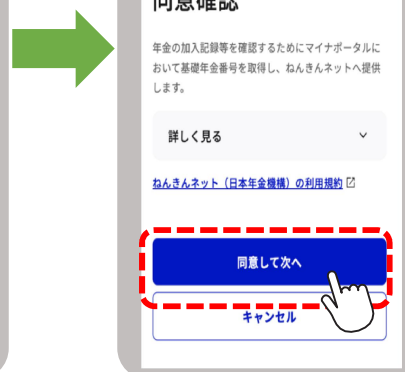 同意確認
年金の加入記録等を確認するためにマイナポータルに
おいて基礎年金番号を取得し、ねんきんネットへ提供
します。
詳しく見る
ねんきんネット（日本年金機構）の利用規約
同意して次へ
キャンセル